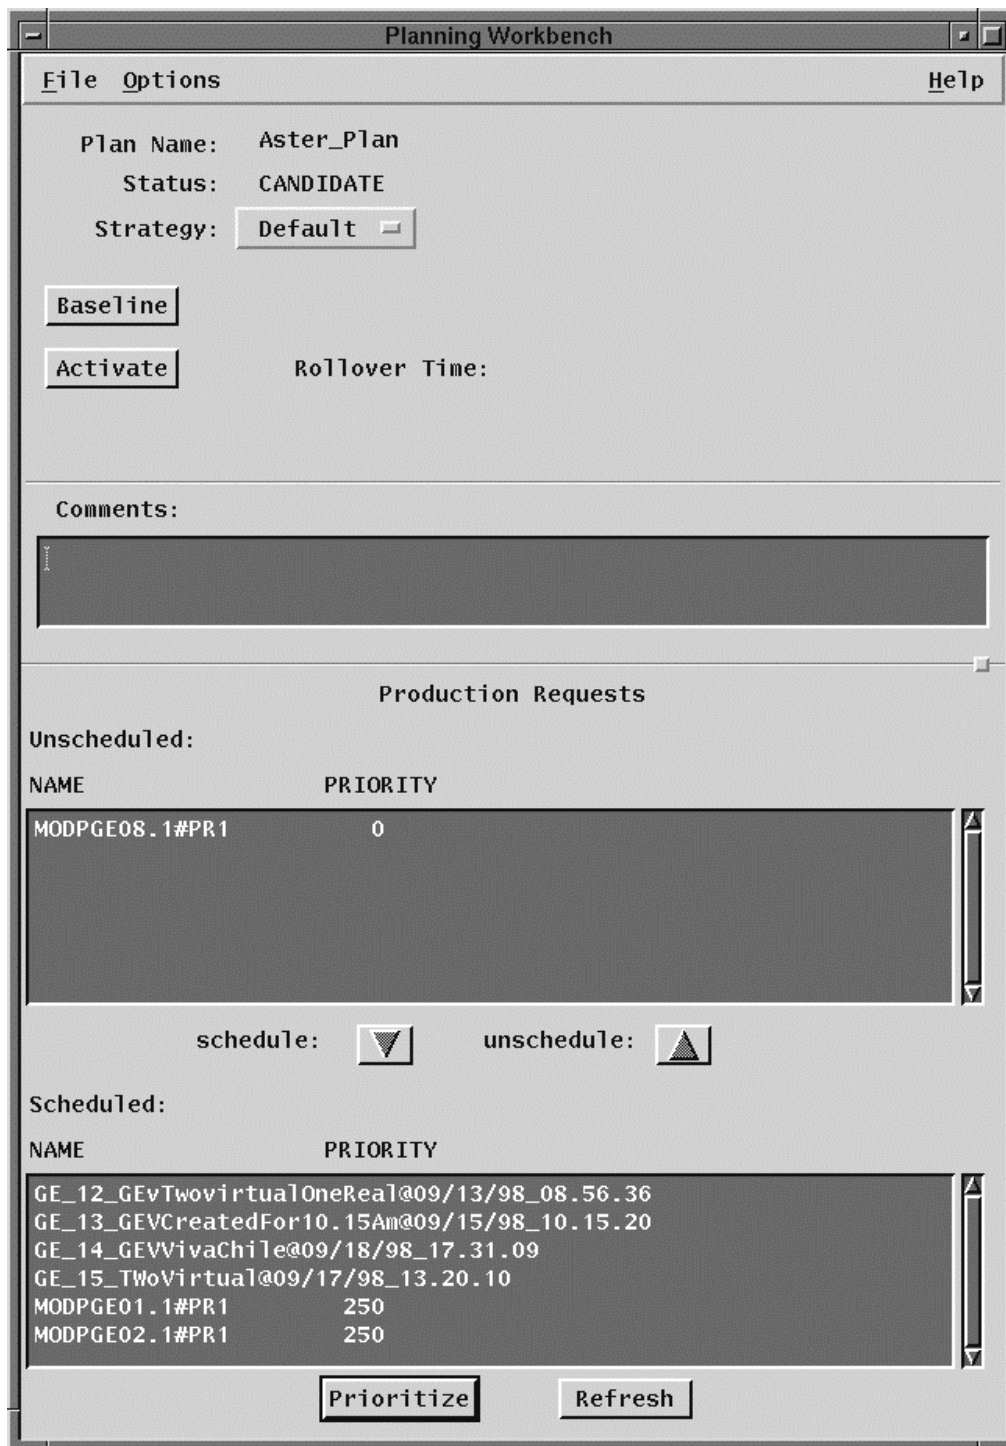 Planning Workbench
File Options Help
Plan Name: Aster_Plan
Status: CANDIDATE
Strategy: Default
Baseline
Activate Rollover Time:
Comments:
Production Requests
Unscheduled:
NAME PRIORITY
MODPGE08.1#PR1 0
schedule: unschedule:
Scheduled:
NAME PRIORITY
GE_12_GEvTwovirtualOneReal@09/13/98_08.56.36
GE_13_GEVCreatedFor10.15Am@09/15/98_10.15.20
GE_14_GEVVivaChile@09/18/98_17.31.09
GE_15_TWoVirtual@09/17/98_13.20.10
MODPGE01.1#PR1 250
MODPGE02.1#PR1 250
Prioritize Refresh